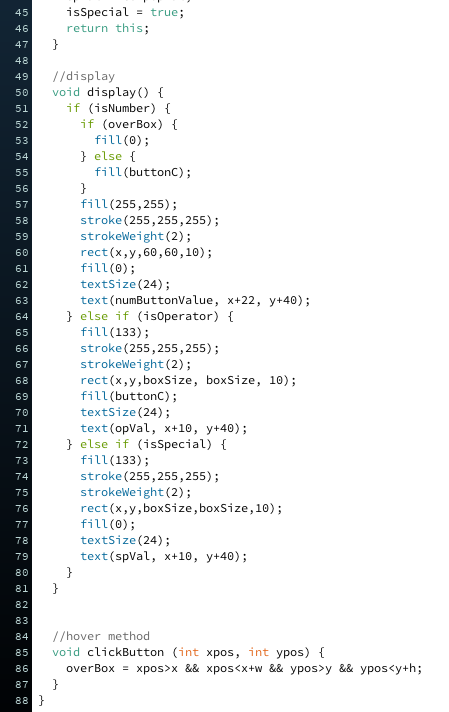 45 isSpecial = true;
46 return this;
47 }
48
49 //display
50 void display() {
51 if (isNumber) {
52 if (overBox) {
53 fill(0);
54 } else {
55 fill(buttonC);
56 }
57 fill(255,255);
58 stroke(255,255,255);
59 strokeWeight(2);
60 rect(x,y,60,60,10);
61 fill(0);
62 textSize(24);
63 text(numButtonValue, x+22, y+40);
64 } else if (isOperator) {
65 fill(133);
66 stroke(255,255,255);
67 strokeWeight(2);
68 rect(x,y,boxSize, boxSize, 10);
69 fill(buttonC);
70 textSize(24);
71 text(opVal, x+10, y+40);
72 } else if (isSpecial) {
73 fill(133);
74 stroke(255,255,255);
75 strokeWeight(2);
76 rect(x,y,boxSize,boxSize,10);
77 fill(0);
78 textSize(24);
79 text(spVal, x+10, y+40);
80 }
81 }
82
83
84 //hover method
85 void clickButton (int xpos, int ypos) {
86 overBox = xpos>x && xpos<x+w && ypos>y && ypos<y+h;
87 }
88 }